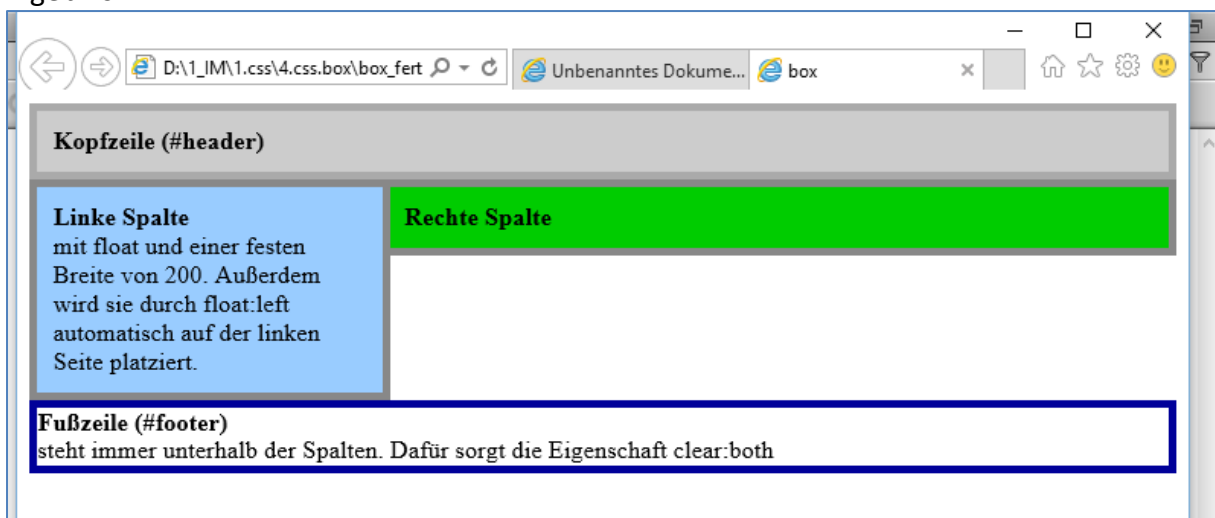 D:\1_IM\1.css\4.css.box\box_fert
Unbenanntes Dokume...
box
Kopfzeile (#header)
Linke Spalte
mit float und einer festen
Breite von 200. Außerdem
wird sie durch float:left
automatisch auf der linken
Seite platziert.
Rechte Spalte
Fußzeile (#footer)
steht immer unterhalb der Spalten. Dafür sorgt die Eigenschaft clear:both